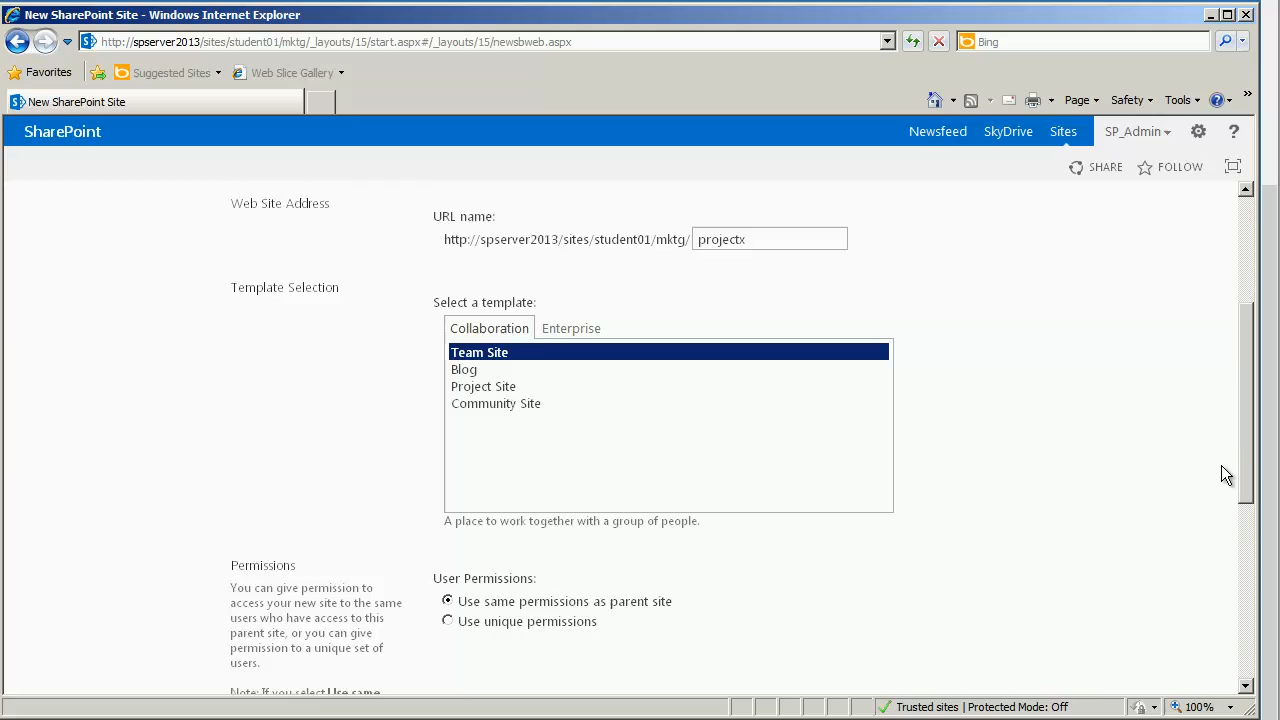 New SharePoint Site - Windows Internet Explorer
http://spserver2013/sites/student01/mktg/_layouts/15/start.aspx#/_layouts/15/newsbweb.aspx
Bing
Favorites
Suggested Sites
Web Slice Gallery
New SharePoint Site
Page
Safety
Tools
SharePoint
Newsfeed
SkyDrive
Sites
SP_Admin
?
SHARE
FOLLOW
Web Site Address
URL name:
http://spserver2013/sites/student01/mktg/ projectx
Template Selection
Select a template:
Collaboration Enterprise
Team Site
Blog
Project Site
Community Site
A place to work together with a group of people.
Permissions
You can give permission to
access your new site to the same
users who have access to this
parent site, or you can give
permission to a unique set of
users.
Note: If you select Use same
User Permissions:
Use same permissions as parent site
Use unique permissions
Trusted sites | Protected Mode: Off
100%